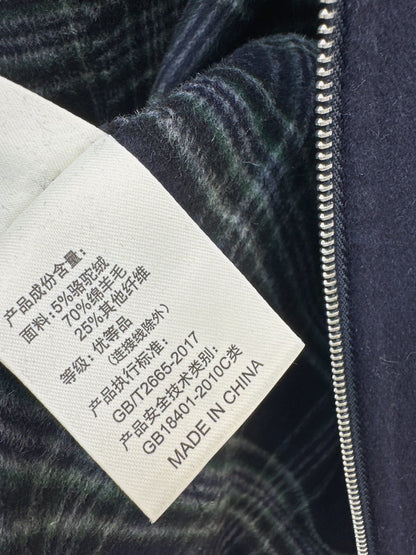 产品成份含量:
面料: 5%骆驼绒
70%绵羊毛
25%其他纤维
等级: 优等品
(连接线除外)
产品执行标准:
GB/T2665-2017
产品安全技术类别:
GB18401-2010C类
MADE IN CHINA